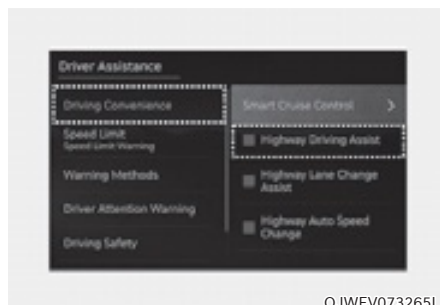 Driver Assistance
Driving Convenience
Speed Limit
Speed Limit Warning
Warning Methods
Driver Attention Warning
Driving Safety
Smart Cruise Control
Highway Driving Assist
Highway Lane Change
Assist
Highway Auto Speed
Change
OJWEV073265L